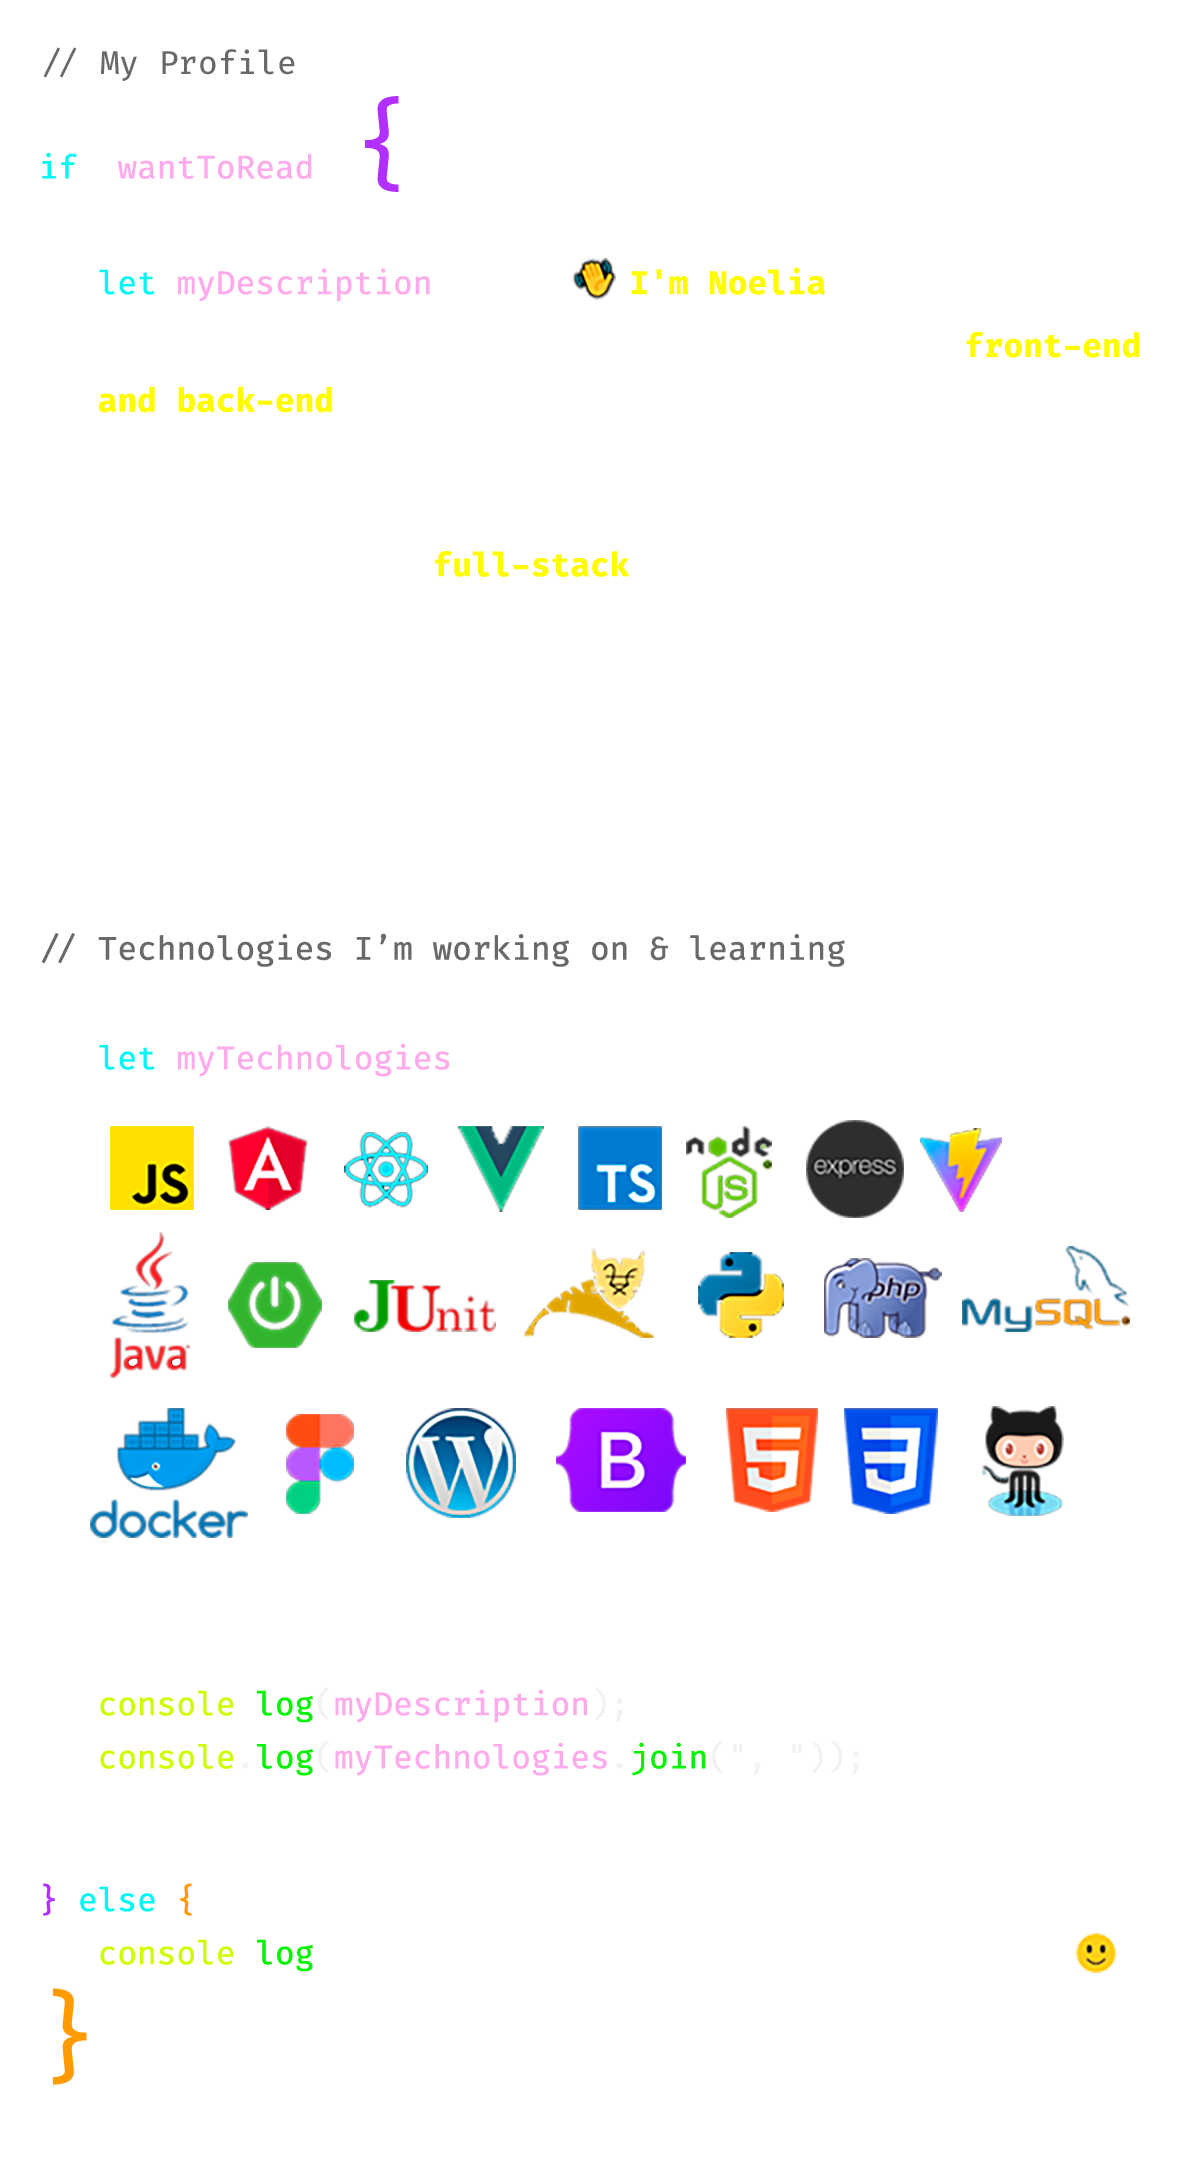 // My Profile
if wantToRead {
let myDescription 👋 I'm Noelia
front-end
and back-end
full-stack
// Technologies I’m working on & learning
let myTechnologies
JS A TS node JS express
Java JUnit php MySQL
docker W B 5 3
console log(myDescription);
console.log(myTechnologies.join(", "));
} else {
console log 🙂
}